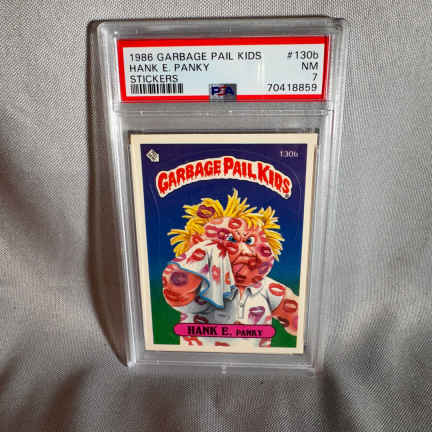 1986 GARBAGE PAIL KIDS #130b
HANK E. PANKY NM
STICKERS 7
PSA 70418859
130b
GARBAGE PAIL KIDS
HANK E. PANKY